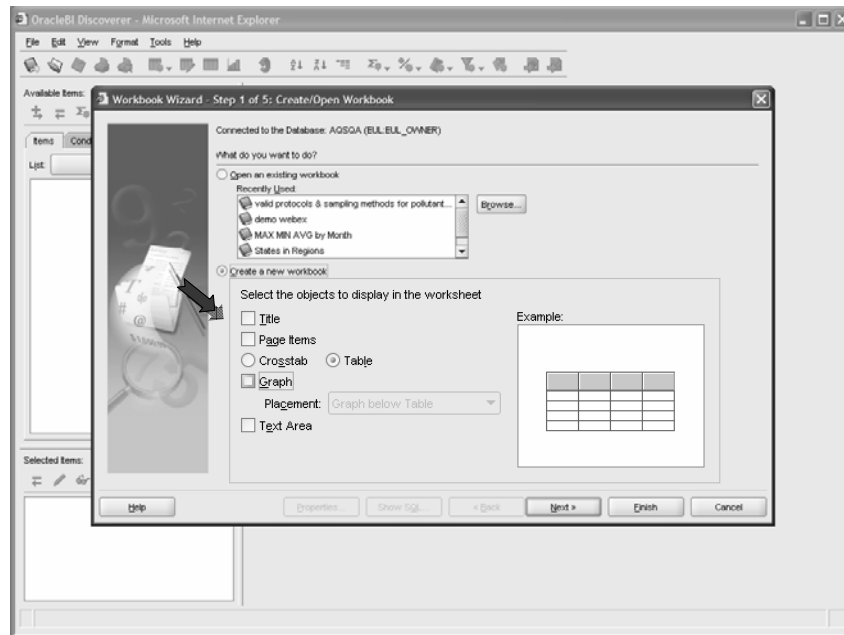 OracleBI Discoverer - Microsoft Internet Explorer
File Edit View Format Tools Help
Available Items:
Workbook Wizard - Step 1 of 5: Create/Open Workbook
Items Cond
List:
Connected to the Database: AQSQA (EUL:EUL_OWNER)
What do you want to do?
Open an existing workbook
Recently Used:
valid protocols & sampling methods for pollutant...
Browse...
demo webex
MAX MIN AVG by Month
States in Regions
Create a new workbook
Select the objects to display in the worksheet
Title
Example:
Page Items
Crosstab Table
Graph
Placement: Graph below Table
Text Area
Selected Items:
Help Properties... Show SQL... < Back Next > Finish Cancel